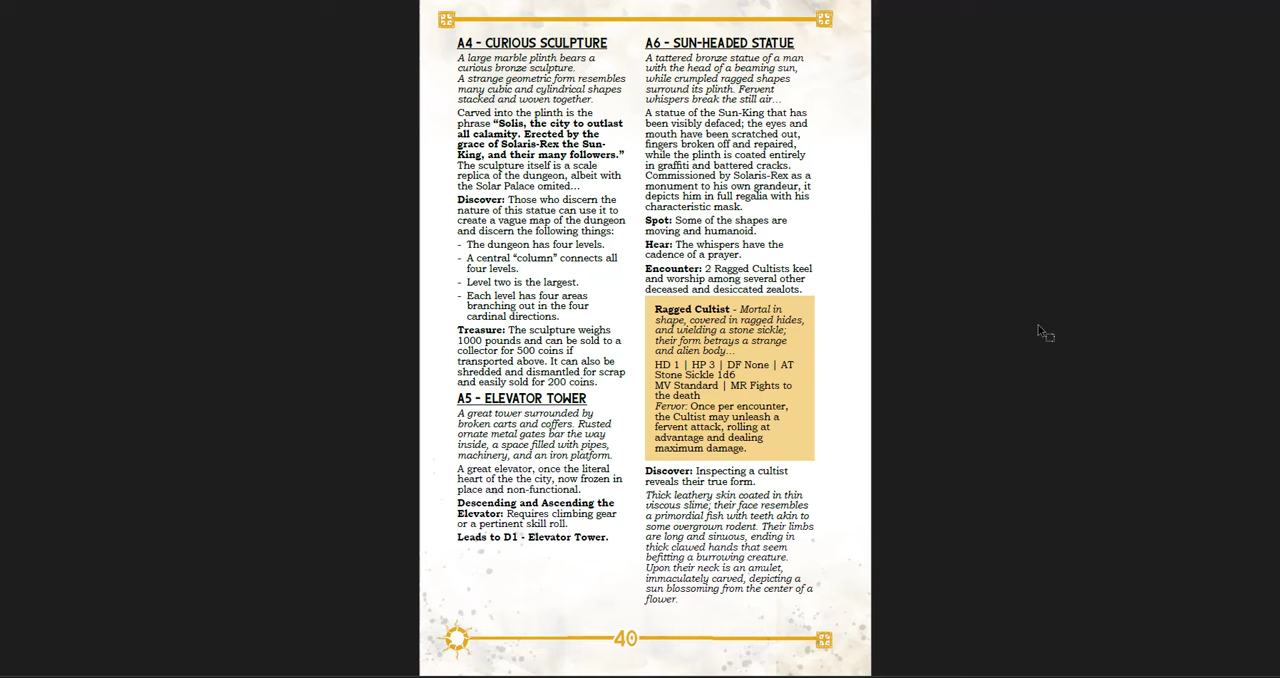 A4 - CURIOUS SCULPTURE
A large marble plinth bears a
curious bronze sculpture.
A strange geometric form resembles
many cubic and cylindrical shapes
stacked and woven together.
Carved into the plinth is the
phrase “Solis, the city to outlast
all calamity. Erected by the
grace of Solaris-Rex the Sun-
King, and their many followers.”
The sculpture itself is a scale
replica of the dungeon, albeit with
the Solar Palace omited...
Discover: Those who discern the
nature of this statue can use it to
create a vague map of the dungeon
and discern the following things:
- The dungeon has four levels.
- A central “column” connects all
four levels.
- Level two is the largest.
- Each level has four areas
branching out in the four
cardinal directions.
Treasure: The sculpture weighs
1000 pounds and can be sold to a
collector for 500 coins if
transported above. It can also be
shredded and dismantled for scrap
and easily sold for 200 coins.
A5 - ELEVATOR TOWER
A great tower surrounded by
broken carts and coffers. Rusted
ornate metal gates bar the way
inside, a space filled with pipes,
machinery, and an iron platform.
A great elevator, once the literal
heart of the the city, now frozen in
place and non-functional.
Descending and Ascending the
Elevator: Requires climbing gear
or a pertinent skill roll.
Leads to D1 - Elevator Tower.
A6 - SUN-HEADED STATUE
A tattered bronze statue of a man
with the head of a beaming sun,
while crumpled ragged shapes
surround its plinth. Fervent
whispers break the still air...
A statue of the Sun-King that has
been visibly defaced; the eyes and
mouth have been scratched out,
fingers broken off and repaired,
while the plinth is coated entirely
in graffiti and battered cracks.
Commissioned by Solaris-Rex as a
monument to his own grandeur, it
depicts him in full regalia with his
characteristic mask.
Spot: Some of the shapes are
moving and humanoid.
Hear: The whispers have the
cadence of a prayer.
Encounter: 2 Ragged Cultists keel
and worship among several other
deceased and desiccated zealots.
Ragged Cultist - Mortal in
shape, covered in ragged hides,
and wielding a stone sickle;
their form betrays a strange
and alien body...
HD 1 | HP 3 | DF None | AT
Stone Sickle 1d6
MV Standard | MR Fights to
the death
Fervor: Once per encounter,
the Cultist may unleash a
fervent attack, rolling at
advantage and dealing
maximum damage.
Discover: Inspecting a cultist
reveals their true form.
Thick leathery skin coated in thin
viscous slime; their face resembles
a primordial fish with teeth akin to
some overgrown rodent. Their limbs
are long and sinuous, ending in
thick clawed hands that seem
befitting a burrowing creature.
Upon their neck is an amulet,
immaculately carved, depicting a
sun blossoming from the center of a
flower.
40